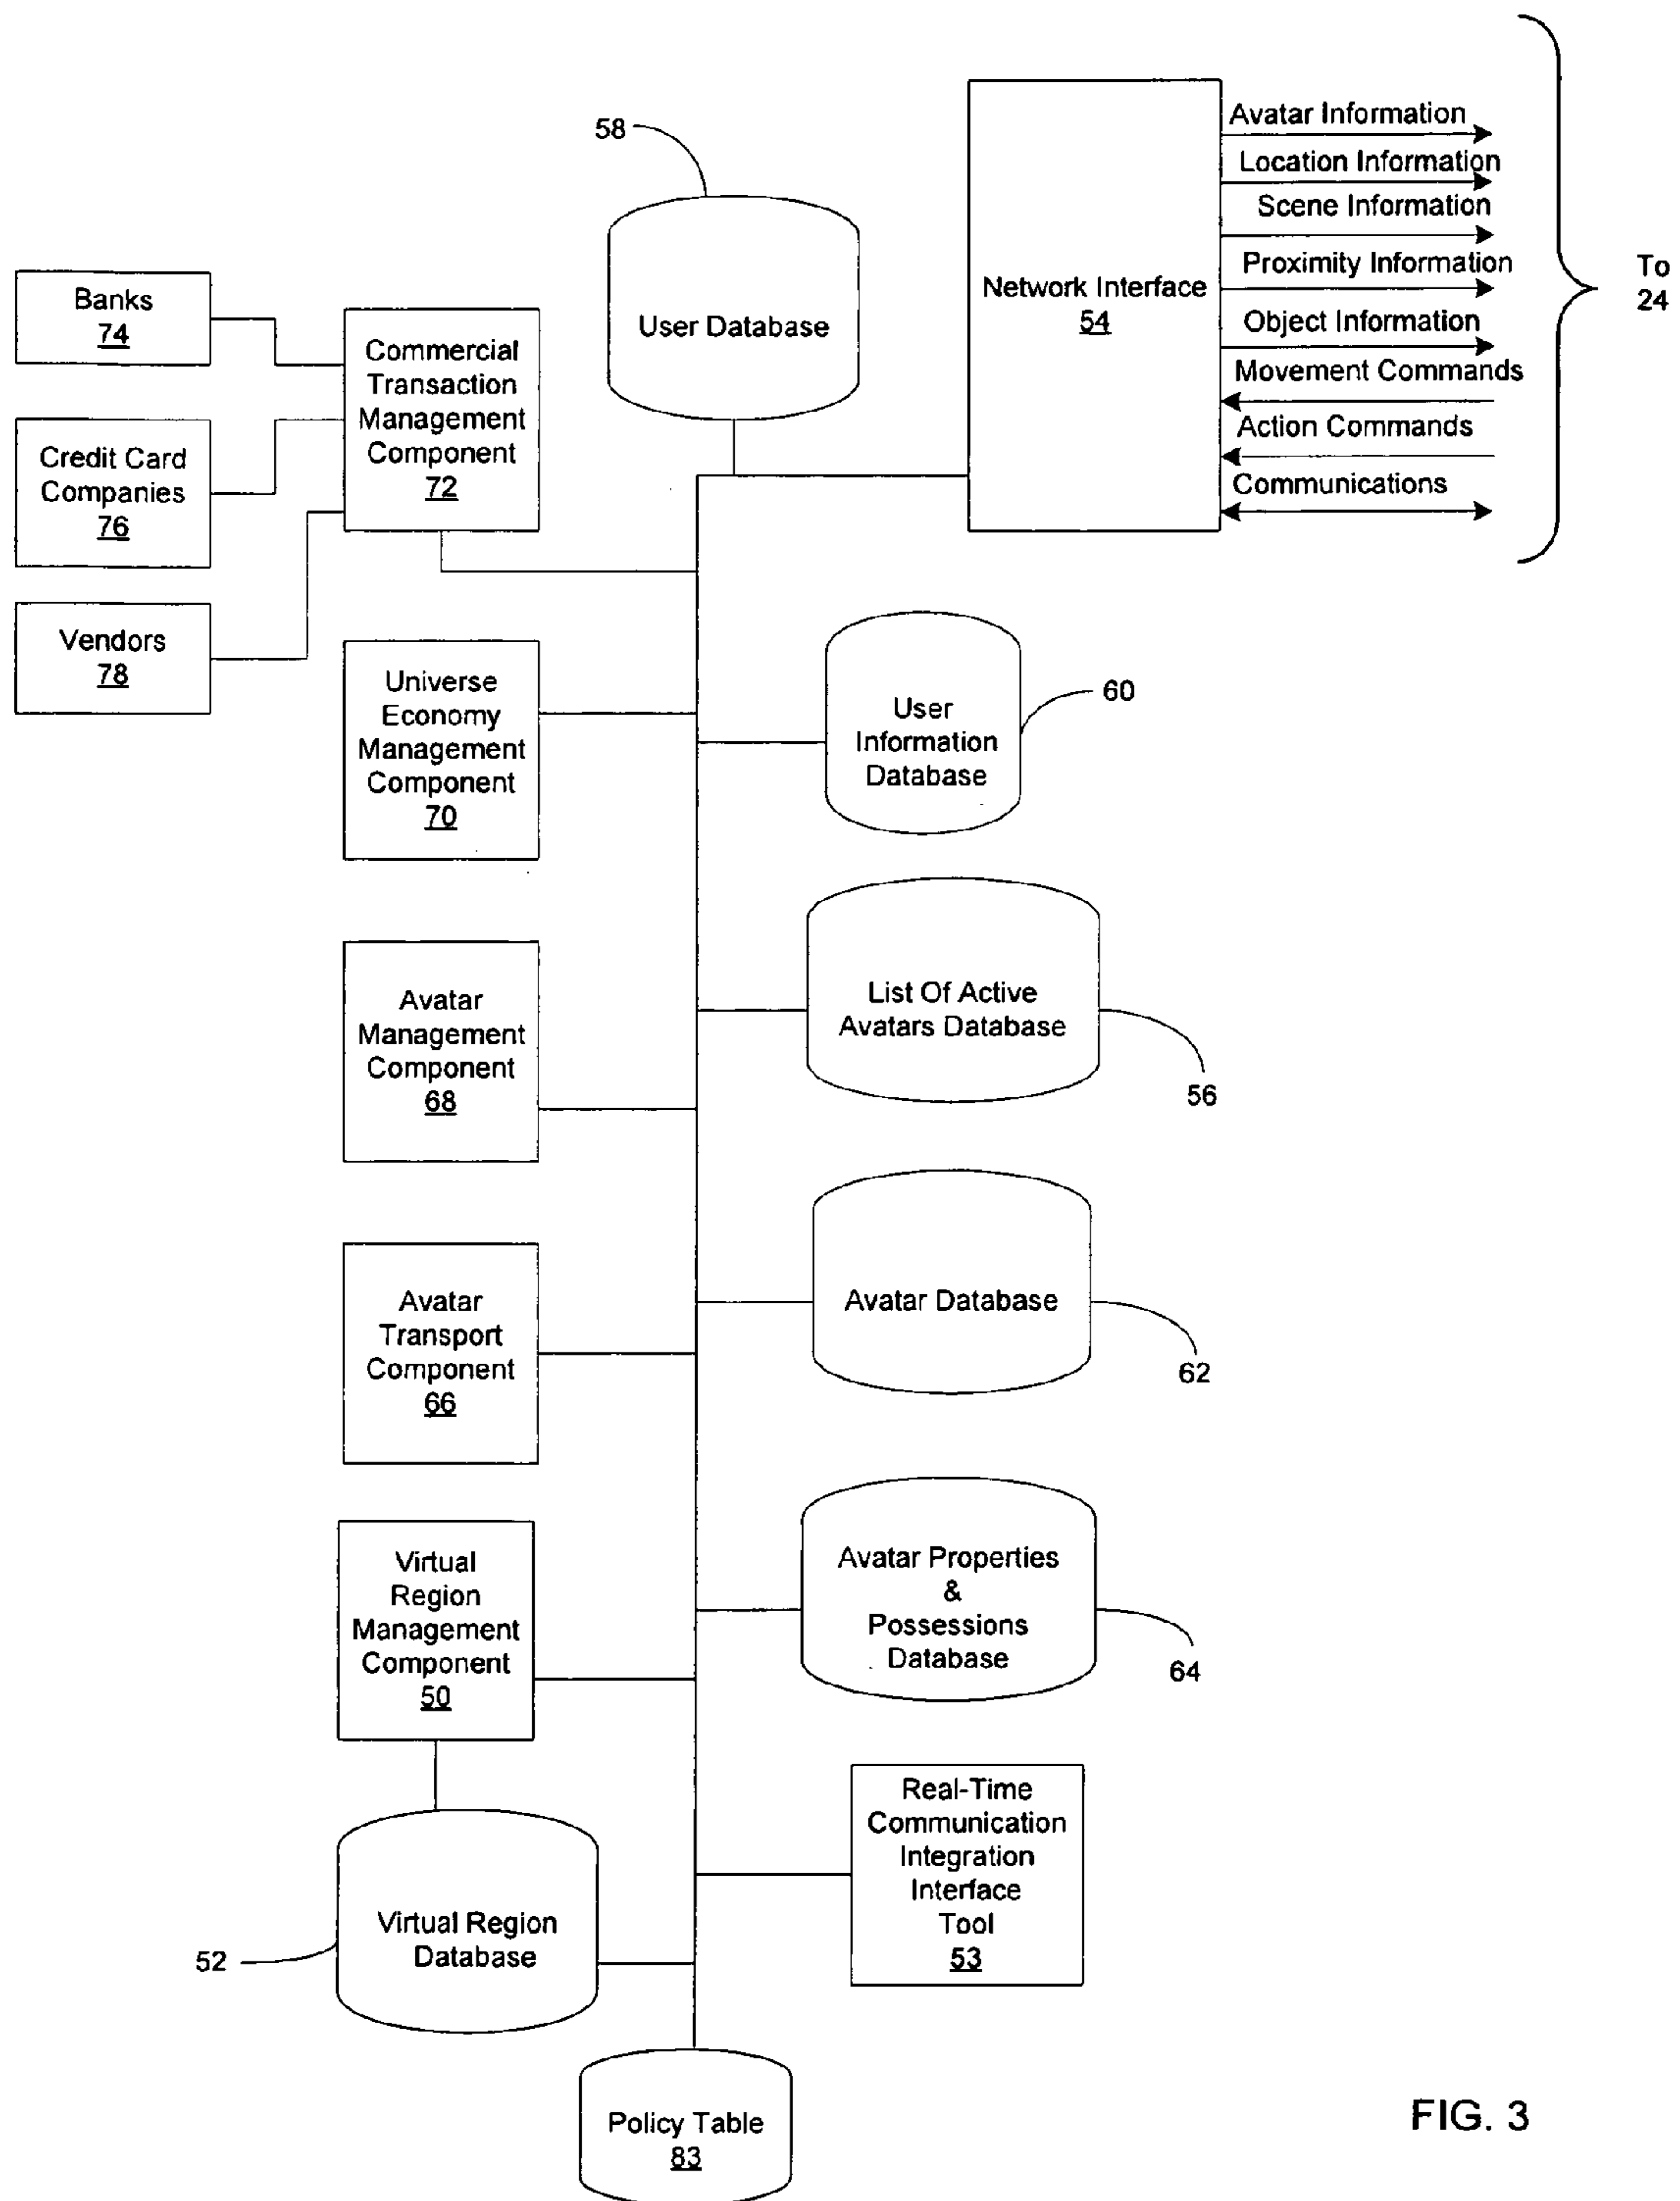 58
Avatar Information
Location Information
Scene Information
Proximity Information
Object Information
Movement Commands
Action Commands
Communications
To
24
Network Interface
54
User Database
Banks
74
Credit Card
Companies
76
Vendors
78
Commercial
Transaction
Management
Component
72
Universe
Economy
Management
Component
70
User
Information
Database
60
Avatar
Management
Component
68
List Of Active
Avatars Database
56
Avatar
Transport
Component
66
Avatar Database
62
Virtual
Region
Management
Component
50
Avatar Properties
&
Possessions
Database
64
Real-Time
Communication
Integration
Interface
Tool
53
Virtual Region
Database
52
Policy Table
83
FIG. 3